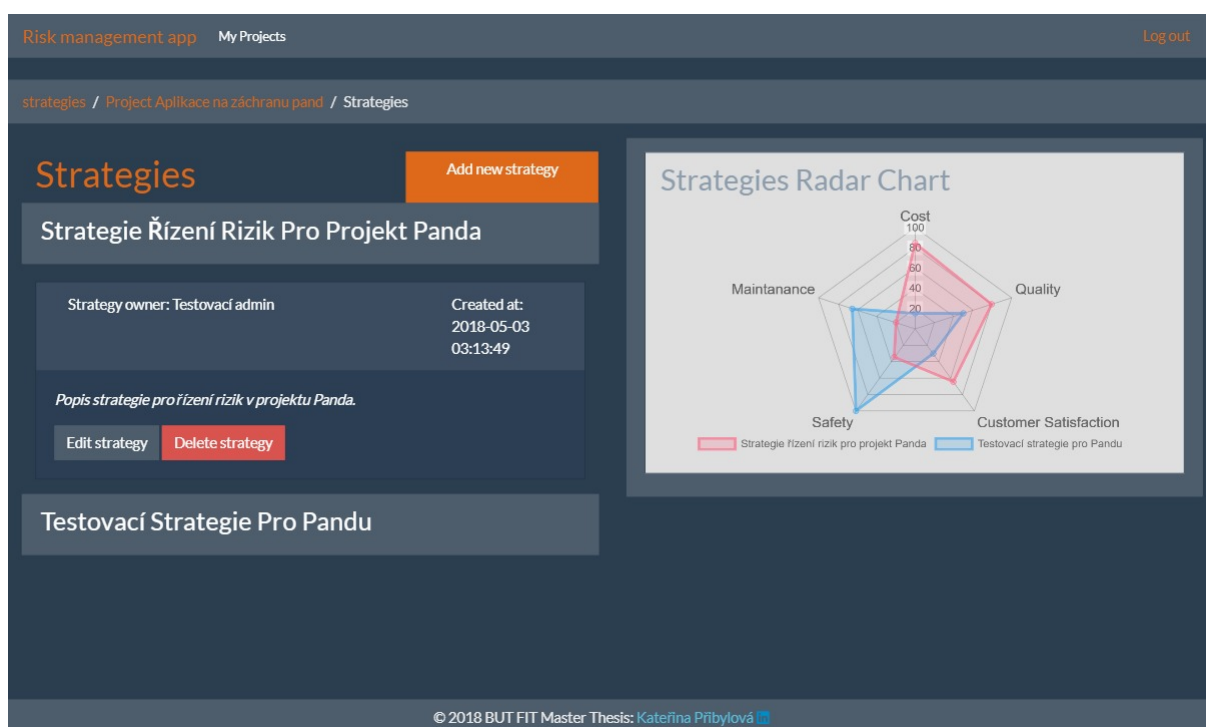 Risk management app My Projects Log out
strategies / Project Aplikace na záchranu pand / Strategies
Strategies
Add new strategy
Strategie Řízení Rizik Pro Projekt Panda
Strategy owner: Testovací admin
Created at:
2018-05-03
03:13:49
Popis strategie pro řízení rizik v projektu Panda.
Edit strategy Delete strategy
Testovací Strategie Pro Pandu
Strategies Radar Chart
Cost
100
80
60
40
20
Maintanance
Quality
Safety
Customer Satisfaction
Strategie řízení rizik pro projekt Panda Testovací strategie pro Pandu
© 2018 BUT FIT Master Thesis: Kateřina Přibylová in